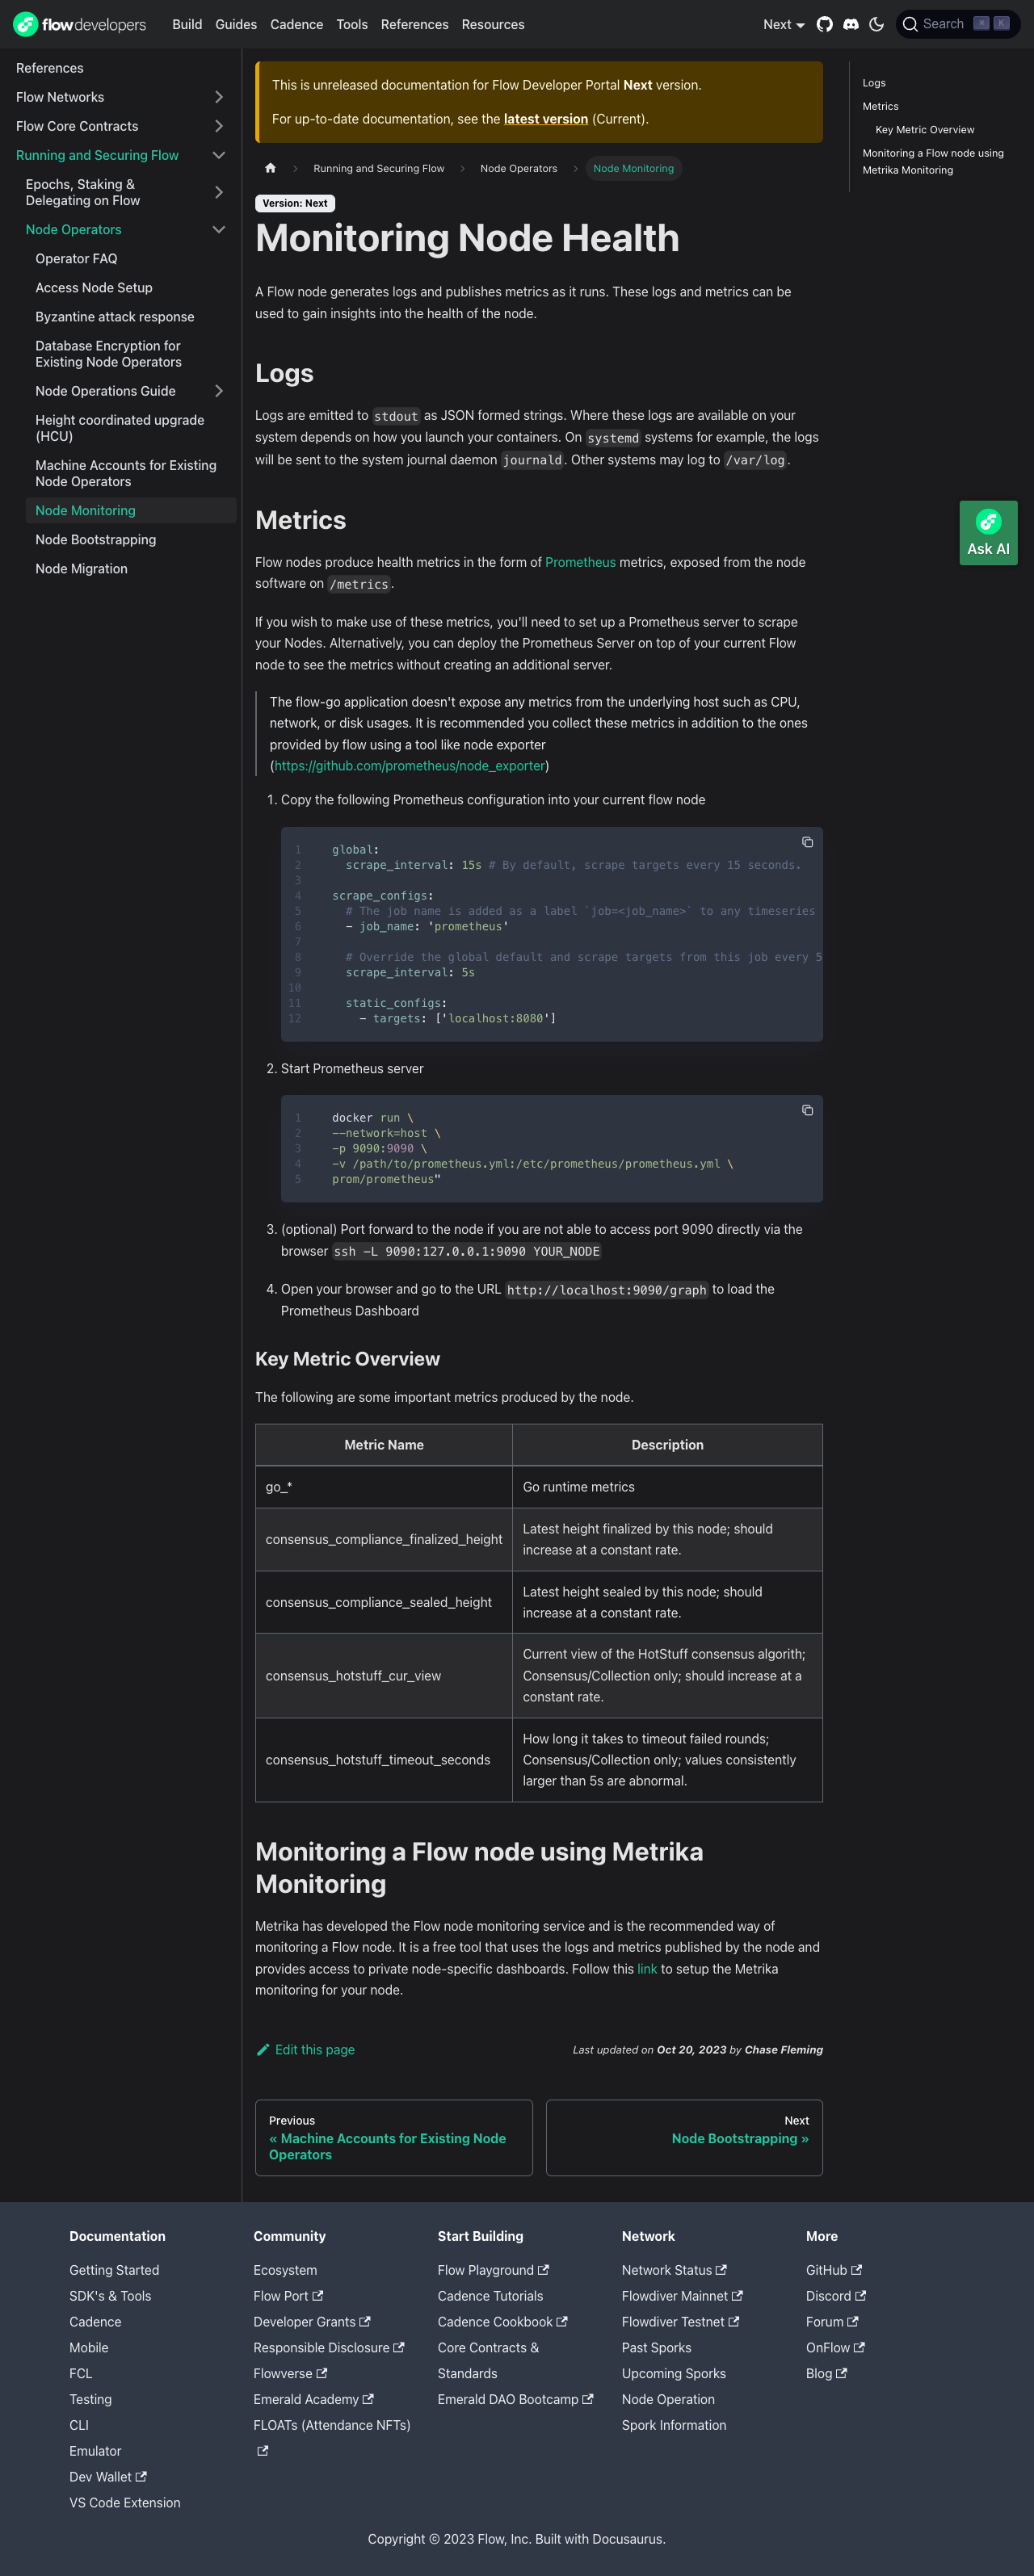 flowdevelopers
Build Guides Cadence Tools References Resources
Next
Search ⌘ K
References
Flow Networks
Flow Core Contracts
Running and Securing Flow
Epochs, Staking &
Delegating on Flow
Node Operators
Operator FAQ
Access Node Setup
Byzantine attack response
Database Encryption for
Existing Node Operators
Node Operations Guide
Height coordinated upgrade
(HCU)
Machine Accounts for Existing
Node Operators
Node Monitoring
Node Bootstrapping
Node Migration
This is unreleased documentation for Flow Developer Portal Next version.
For up-to-date documentation, see the latest version (Current).
Running and Securing Flow
Node Operators
Node Monitoring
Version: Next
Monitoring Node Health
A Flow node generates logs and publishes metrics as it runs. These logs and metrics can be
used to gain insights into the health of the node.
Logs
Logs are emitted to stdout as JSON formed strings. Where these logs are available on your
system depends on how you launch your containers. On systemd systems for example, the logs
will be sent to the system journal daemon journald. Other systems may log to /var/log.
Metrics
Flow nodes produce health metrics in the form of Prometheus metrics, exposed from the node
software on /metrics.
If you wish to make use of these metrics, you'll need to set up a Prometheus server to scrape
your Nodes. Alternatively, you can deploy the Prometheus Server on top of your current Flow
node to see the metrics without creating an additional server.
The flow-go application doesn't expose any metrics from the underlying host such as CPU,
network, or disk usages. It is recommended you collect these metrics in addition to the ones
provided by flow using a tool like node exporter
(https://github.com/prometheus/node_exporter)
1. Copy the following Prometheus configuration into your current flow node
1 global:
2 scrape_interval: 15s # By default, scrape targets every 15 seconds.
3
4 scrape_configs:
5 # The job name is added as a label `job=<job_name>` to any timeseries
6 - job_name: 'prometheus'
7
8 # Override the global default and scrape targets from this job every 5
9 scrape_interval: 5s
10
11 static_configs:
12 - targets: ['localhost:8080']
2. Start Prometheus server
1 docker run \
2 --network=host \
3 -p 9090:9090 \
4 -v /path/to/prometheus.yml:/etc/prometheus/prometheus.yml \
5 prom/prometheus"
3. (optional) Port forward to the node if you are not able to access port 9090 directly via the
browser ssh -L 9090:127.0.0.1:9090 YOUR_NODE
4. Open your browser and go to the URL http://localhost:9090/graph to load the
Prometheus Dashboard
Key Metric Overview
The following are some important metrics produced by the node.
Metric Name Description
go_* Go runtime metrics
consensus_compliance_finalized_height Latest height finalized by this node; should
increase at a constant rate.
consensus_compliance_sealed_height Latest height sealed by this node; should
increase at a constant rate.
consensus_hotstuff_cur_view Current view of the HotStuff consensus algorith;
Consensus/Collection only; should increase at a
constant rate.
consensus_hotstuff_timeout_seconds How long it takes to timeout failed rounds;
Consensus/Collection only; values consistently
larger than 5s are abnormal.
Monitoring a Flow node using Metrika
Monitoring
Metrika has developed the Flow node monitoring service and is the recommended way of
monitoring a Flow node. It is a free tool that uses the logs and metrics published by the node and
provides access to private node-specific dashboards. Follow this link to setup the Metrika
monitoring for your node.
Edit this page
Last updated on Oct 20, 2023 by Chase Fleming
Previous
« Machine Accounts for Existing Node
Operators
Next
Node Bootstrapping »
Logs
Metrics
Key Metric Overview
Monitoring a Flow node using
Metrika Monitoring
Ask AI
Documentation
Getting Started
SDK's & Tools
Cadence
Mobile
FCL
Testing
CLI
Emulator
Dev Wallet
VS Code Extension
Community
Ecosystem
Flow Port
Developer Grants
Responsible Disclosure
Flowverse
Emerald Academy
FLOATs (Attendance NFTs)
Start Building
Flow Playground
Cadence Tutorials
Cadence Cookbook
Core Contracts &
Standards
Emerald DAO Bootcamp
Network
Network Status
Flowdiver Mainnet
Flowdiver Testnet
Past Sporks
Upcoming Sporks
Node Operation
Spork Information
More
GitHub
Discord
Forum
OnFlow
Blog
Copyright © 2023 Flow, Inc. Built with Docusaurus.